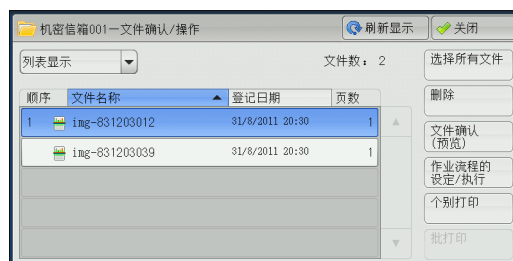 机密信箱001—文件确认/操作 刷新显示 关闭
列表显示 文件数: 2 选择所有文件
顺序 文件名称 登记日期 页数 删除
1 img-831203012 31/8/2011 20:30 1
文件确认
(预览)
img-831203039 31/8/2011 20:30 1
作业流程的
设定/执行
个别打印
批打印